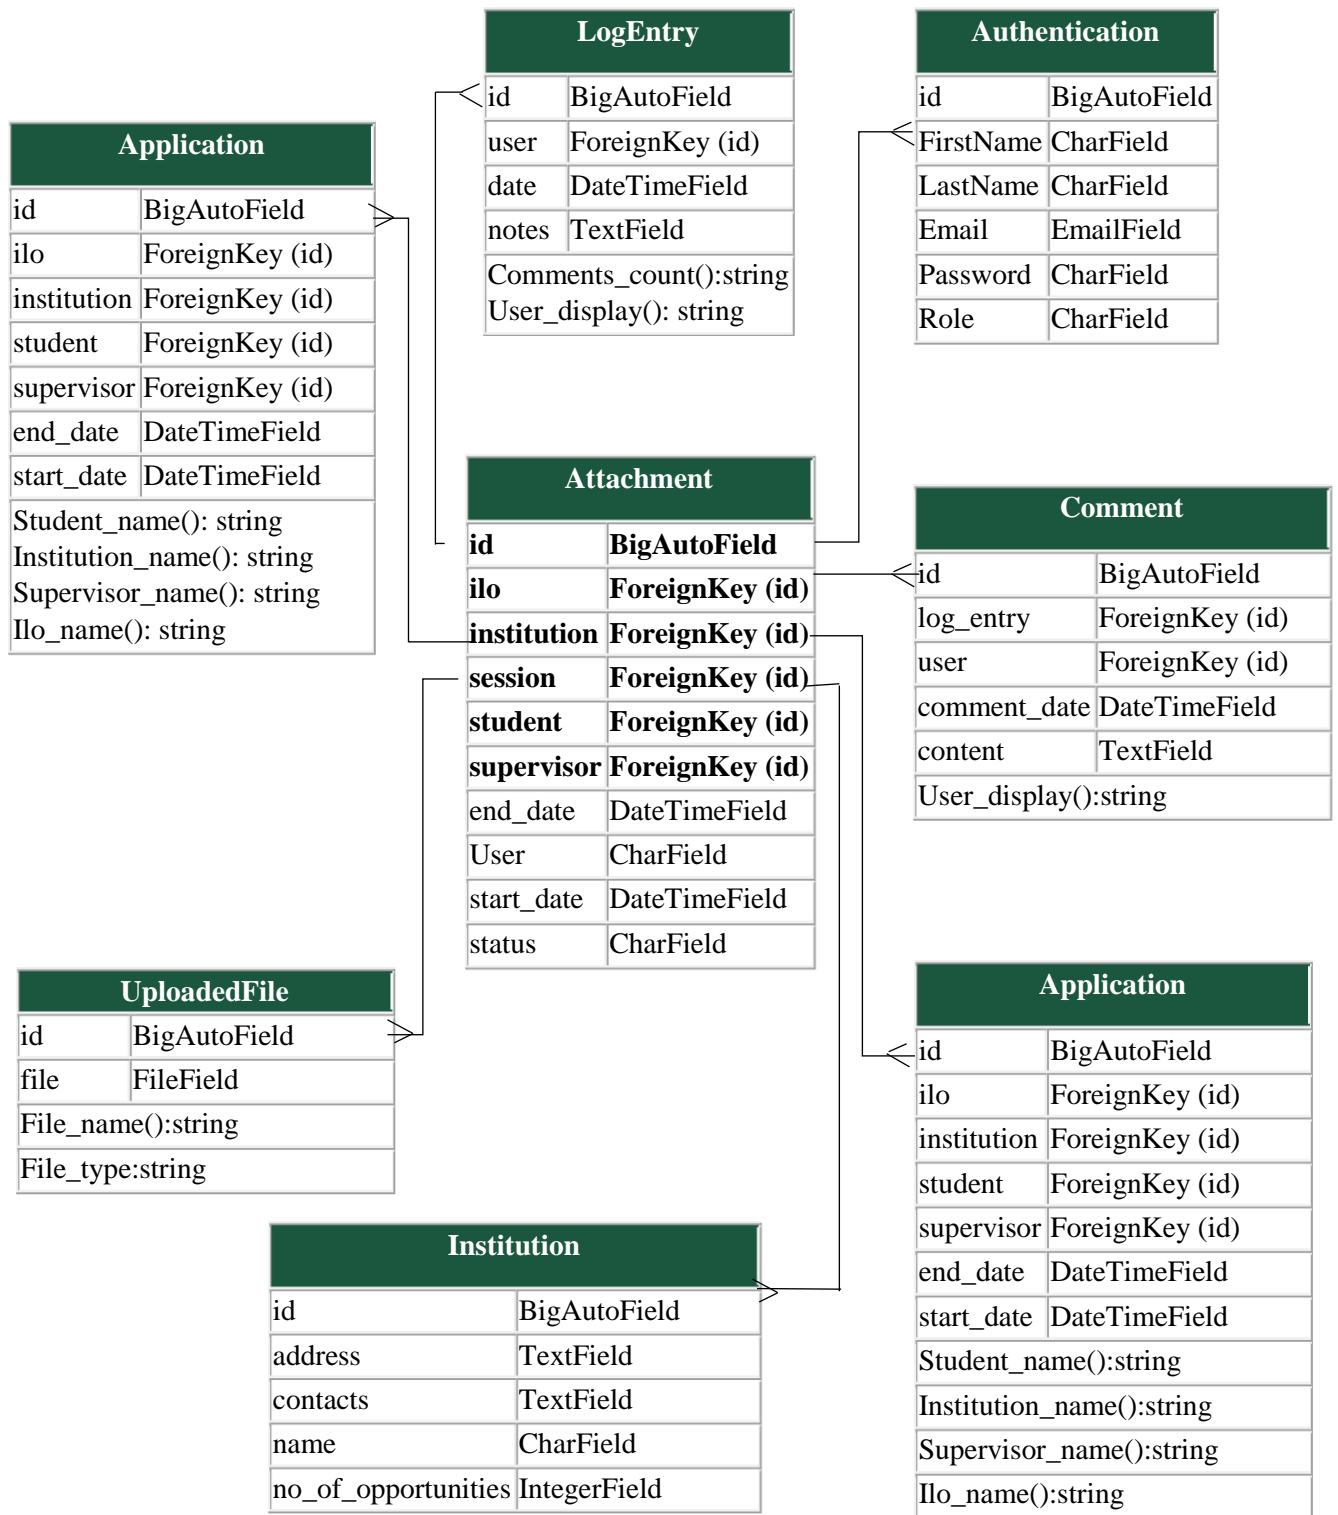 LogEntry
id BigAutoField
user ForeignKey (id)
date DateTimeField
notes TextField
Comments_count():string
User_display(): string
Authentication
id BigAutoField
FirstName CharField
LastName CharField
Email EmailField
Password CharField
Role CharField
Application
id BigAutoField
ilo ForeignKey (id)
institution ForeignKey (id)
student ForeignKey (id)
supervisor ForeignKey (id)
end_date DateTimeField
start_date DateTimeField
Student_name(): string
Institution_name(): string
Supervisor_name(): string
Ilo_name(): string
Attachment
id BigAutoField
ilo ForeignKey (id)
institution ForeignKey (id)
session ForeignKey (id)
student ForeignKey (id)
supervisor ForeignKey (id)
end_date DateTimeField
User CharField
start_date DateTimeField
status CharField
Comment
id BigAutoField
log_entry ForeignKey (id)
user ForeignKey (id)
comment_date DateTimeField
content TextField
User_display():string
UploadedFile
id BigAutoField
file FileField
File_name():string
File_type:string
Application
id BigAutoField
ilo ForeignKey (id)
institution ForeignKey (id)
student ForeignKey (id)
supervisor ForeignKey (id)
end_date DateTimeField
start_date DateTimeField
Student_name():string
Institution_name():string
Supervisor_name():string
Ilo_name():string
Institution
id BigAutoField
address TextField
contacts TextField
name CharField
no_of_opportunities IntegerField